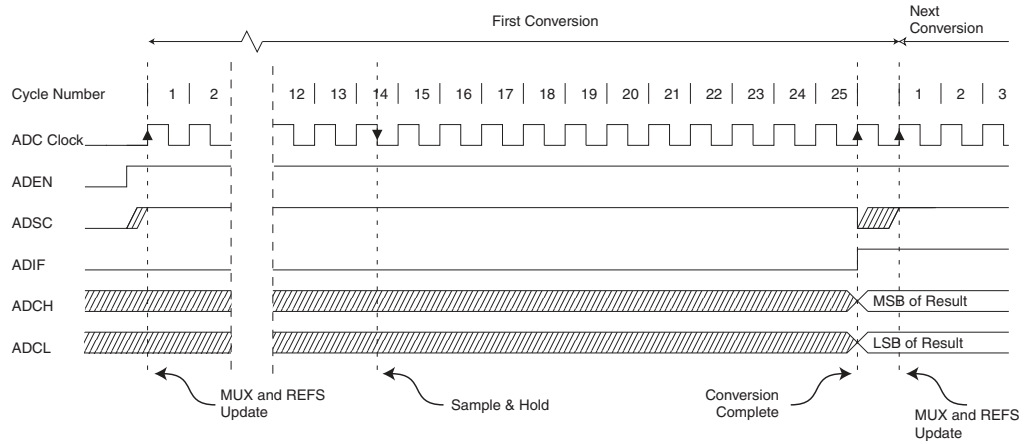 First Conversion
Next
Conversion
Cycle Number 1 2 12 13 14 15 16 17 18 19 20 21 22 23 24 25 1 2 3
ADC Clock
ADEN
ADSC
ADIF
ADCH MSB of Result
ADCL LSB of Result
MUX and REFS
Update
Sample & Hold
Conversion
Complete
MUX and REFS
Update